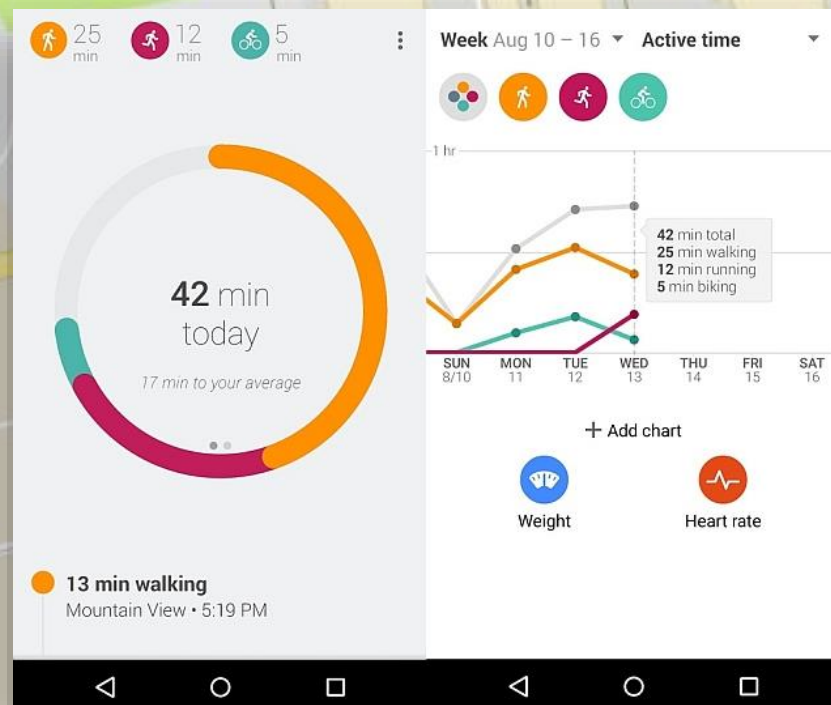 25 min
12 min
5 min
42 min
today
17 min to your average
13 min walking
Mountain View • 5:19 PM
Week Aug 10 – 16
Active time
1 hr
42 min total
25 min walking
12 min running
5 min biking
SUN MON TUE WED THU FRI SAT
8/10 11 12 13 14 15 16
+ Add chart
Weight
Heart rate